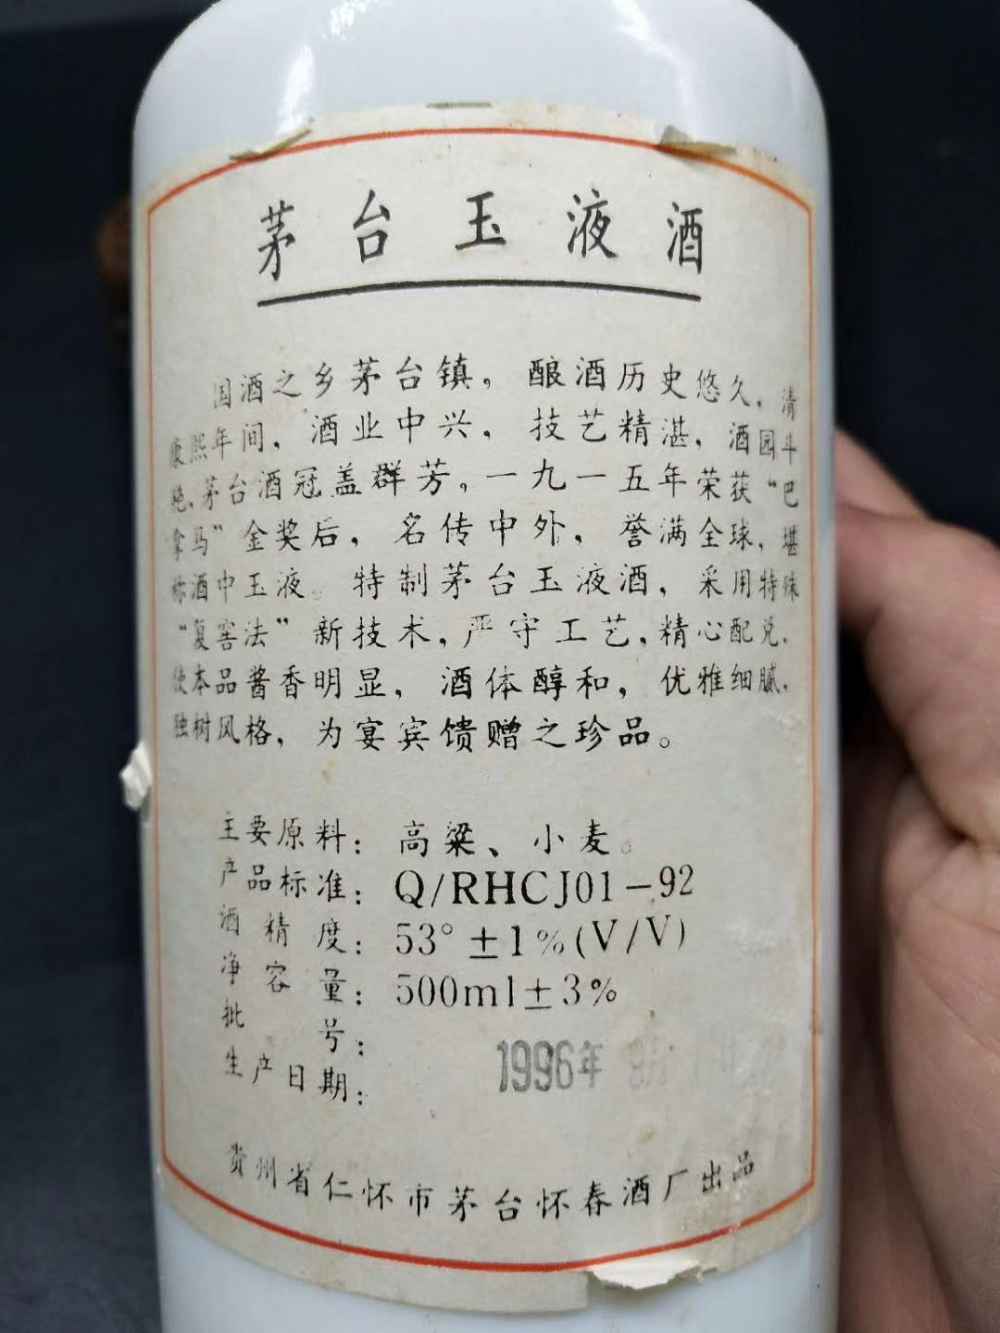 茅台玉液酒
国酒之乡茅台镇，酿酒历史悠久，清
康熙年间，酒业中兴，技艺精湛，酒园斗
艳，茅台酒冠盖群芳。一九一五年荣获“巴
拿马”金奖后，名传中外，誉满全球，堪
称酒中玉液。特制茅台玉液酒，采用特殊
“复窖法”新技术，严守工艺，精心配兑，
使本品酱香明显，酒体醇和，优雅细腻，
独树风格，为宴宾馈赠之珍品。
主要原料：高粱、小麦。
产品标准：Q/RHCJ01-92
酒精度：53°±1%(V/V)
净容量：500ml±3%
批号：
生产日期：1996年
贵州省仁怀市茅台怀春酒厂出品